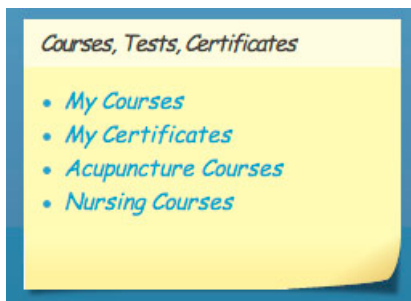 Courses, Tests, Certificates
My Courses
My Certificates
Acupuncture Courses
Nursing Courses